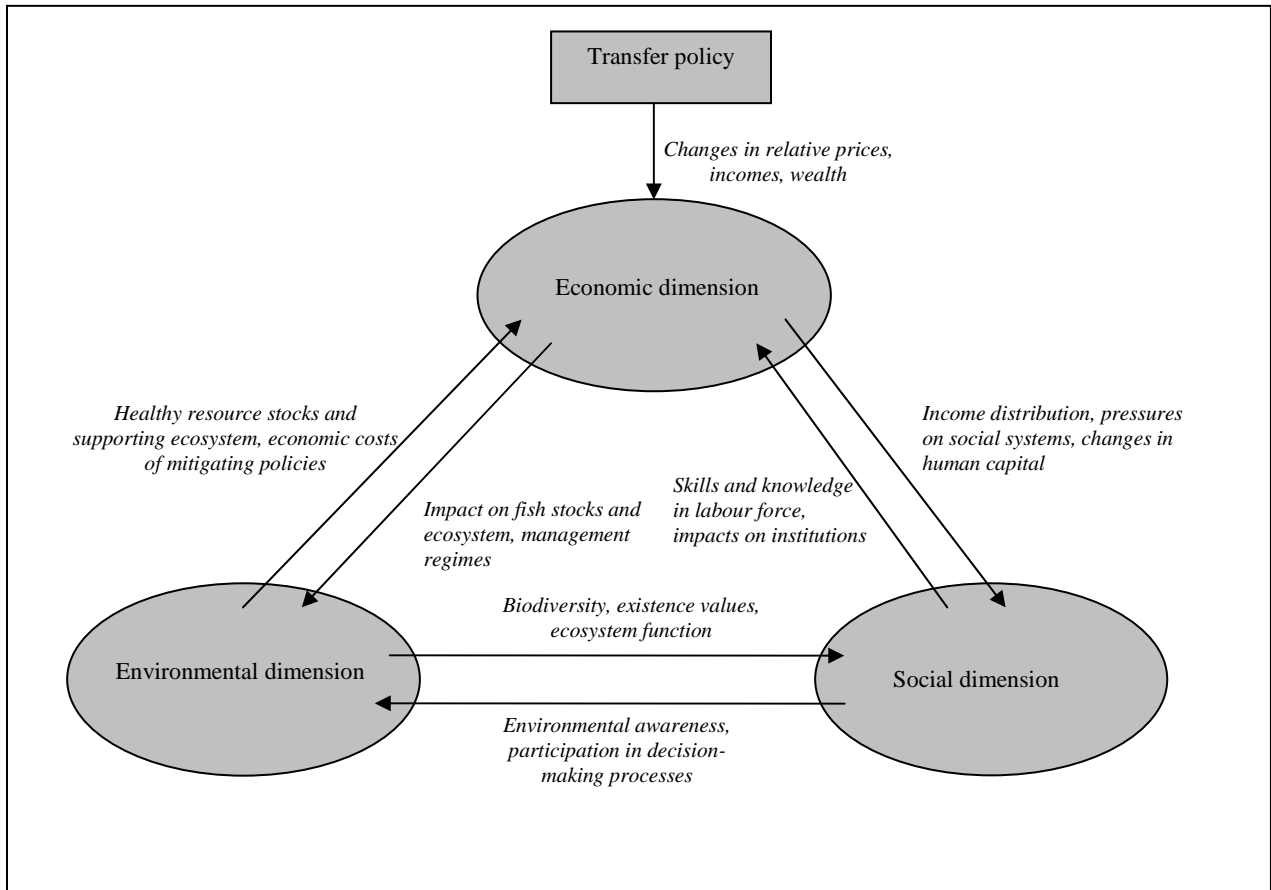 Transfer policy
Changes in relative prices,
incomes, wealth
Economic dimension
Healthy resource stocks and
supporting ecosystem, economic costs
of mitigating policies
Income distribution, pressures
on social systems, changes in
human capital
Impact on fish stocks and
ecosystem, management
regimes
Skills and knowledge
in labour force,
impacts on institutions
Biodiversity, existence values,
ecosystem function
Environmental dimension
Social dimension
Environmental awareness,
participation in decision-
making processes